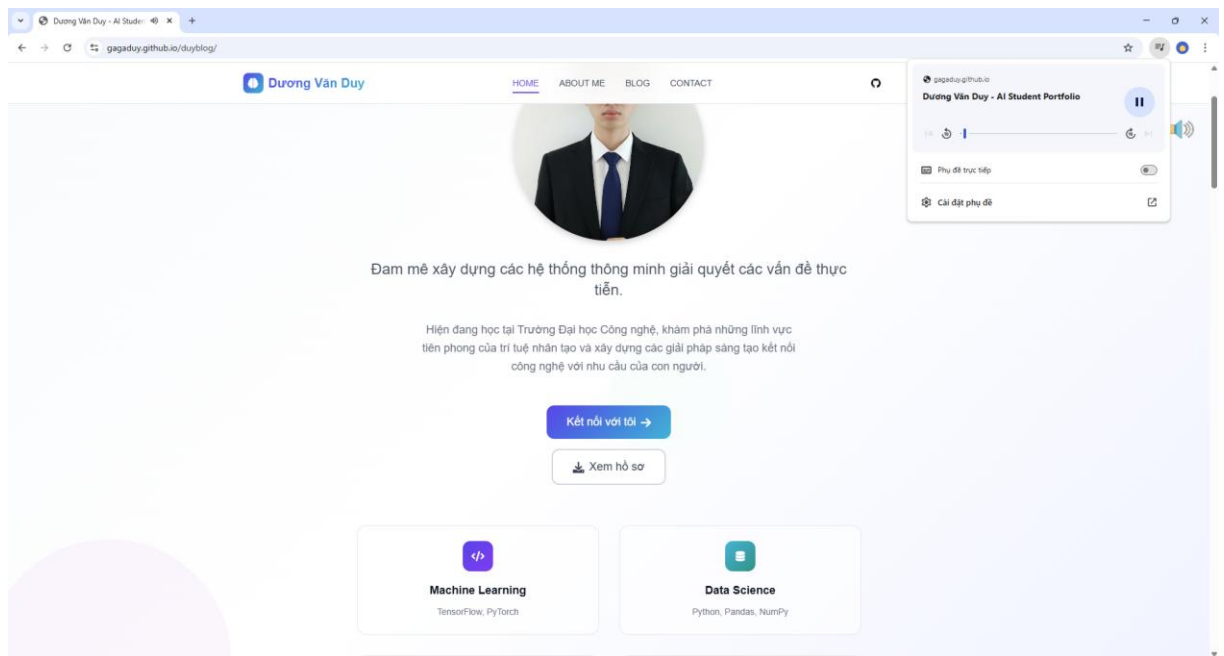 Dương Văn Duy - AI Studen
gagaduy.github.io/duyblog/
Dương Văn Duy
HOME
ABOUT ME
BLOG
CONTACT
gagaduy.github.io
Dương Văn Duy - AI Student Portfolio
Phụ đề trực tiếp
Cài đặt phụ đề
Đam mê xây dựng các hệ thống thông minh giải quyết các vấn đề thực
tiễn.
Hiện đang học tại Trường Đại học Công nghệ, khám phá những lĩnh vực
tiên phong của trí tuệ nhân tạo và xây dựng các giải pháp sáng tạo kết nối
công nghệ với nhu cầu của con người.
Kết nối với tôi →
Xem hồ sơ
Machine Learning
TensorFlow, PyTorch
Data Science
Python, Pandas, NumPy